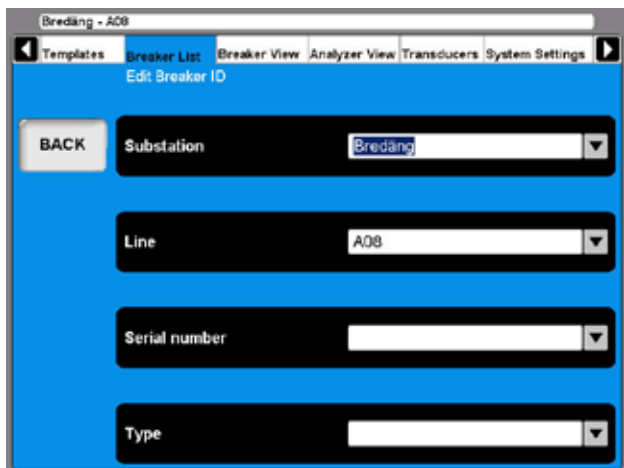 Bredäng - A08
Templates Breaker List Breaker View Analyzer View Transducers System Settings
Edit Breaker ID
BACK
Substation Bredäng
Line A08
Serial number
Type